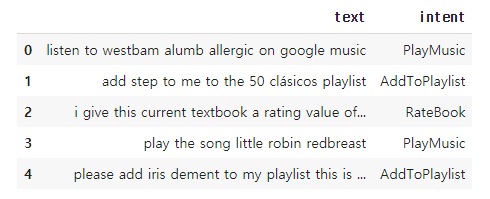 text intent
0 listen to westbam alumb allergic on google music PlayMusic
1 add step to me to the 50 clásicos playlist AddToPlaylist
2 i give this current textbook a rating value of... RateBook
3 play the song little robin redbreast PlayMusic
4 please add iris dement to my playlist this is ... AddToPlaylist